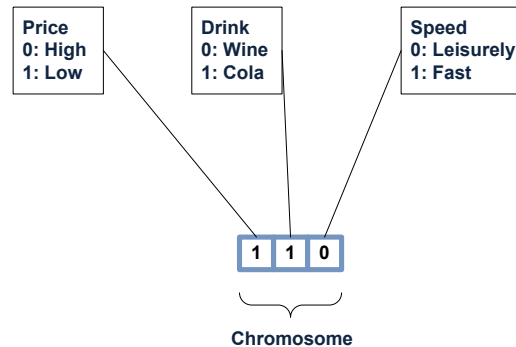 Price
0: High
1: Low
Drink
0: Wine
1: Cola
Speed
0: Leisurely
1: Fast
1 1 0
Chromosome